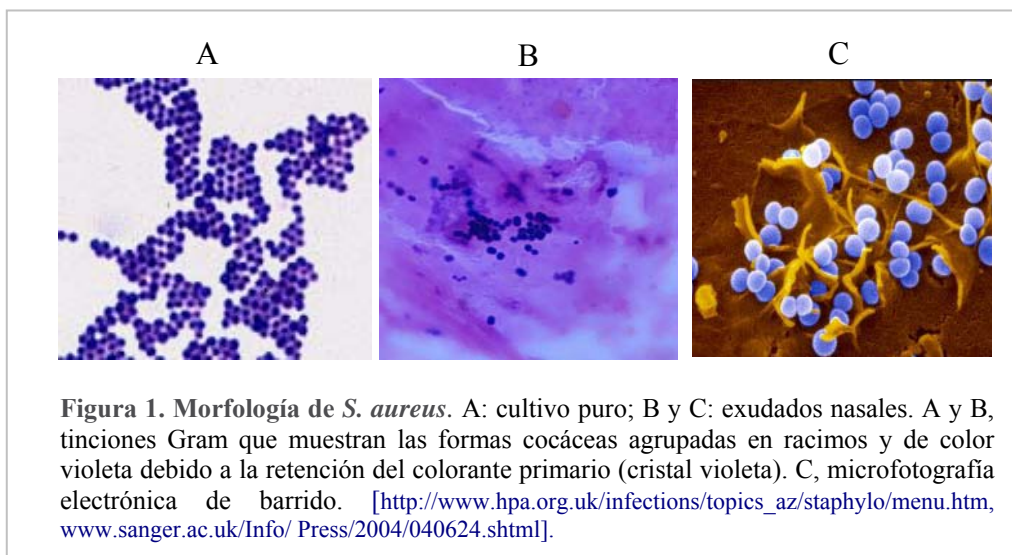 A B C
Figura 1. Morfología de S. aureus. A: cultivo puro; B y C: exudados nasales. A y B,
tinciones Gram que muestran las formas cocáceas agrupadas en racimos y de color
violeta debido a la retención del colorante primario (cristal violeta). C, microfotografía
electrónica de barrido. [http://www.hpa.org.uk/infections/topics_az/staphylo/menu.htm,
www.sanger.ac.uk/Info/ Press/2004/040624.shtml].